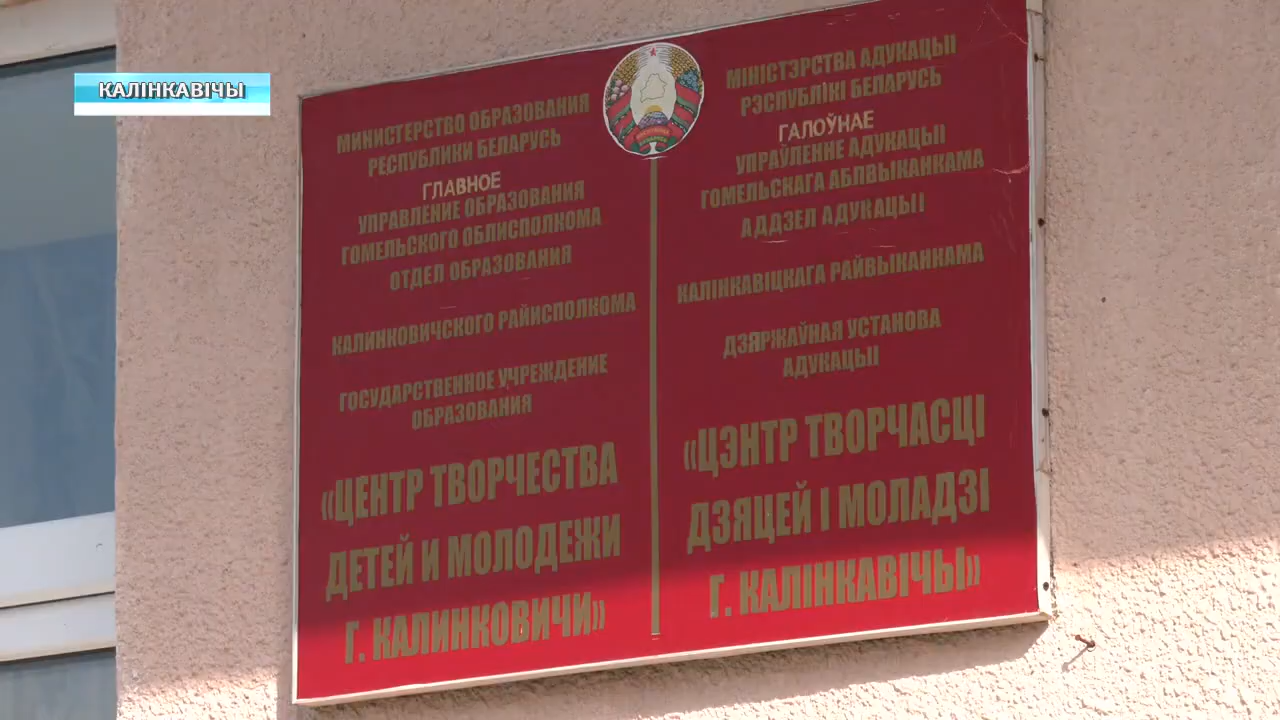 КАЛІНКАВІЧЫ
МИНИСТЕРСТВО ОБРАЗОВАНИЯ
РЕСПУБЛИКИ БЕЛАРУСЬ
ГЛАВНОЕ
УПРАВЛЕНИЕ ОБРАЗОВАНИЯ
ГОМЕЛЬСКОГО ОБЛИСПОЛКОМА
ОТДЕЛ ОБРАЗОВАНИЯ
КАЛИНКОВИЧСКОГО РАЙИСПОЛКОМА
ГОСУДАРСТВЕННОЕ УЧРЕЖДЕНИЕ
ОБРАЗОВАНИЯ
«ЦЕНТР ТВОРЧЕСТВА
ДЕТЕЙ И МОЛОДЕЖИ
Г. КАЛИНКОВИЧИ»
МІНІСТЭРСТВА АДУКАЦЫІ
РЭСПУБЛІКІ БЕЛАРУСЬ
ГАЛОЎНАЕ
УПРАЎЛЕННЕ АДУКАЦЫІ
ГОМЕЛЬСКАГА АБЛВЫКАНКАМА
АДДЗЕЛ АДУКАЦЫІ
КАЛІНКАВІЦКАГА РАЙВЫКАНКАМА
ДЗЯРЖАЎНАЯ УСТАНОВА
АДУКАЦЫІ
«ЦЭНТР ТВОРЧАСЦІ
ДЗЯЦЕЙ І МОЛАДЗІ
Г. КАЛІНКАВІЧЫ»